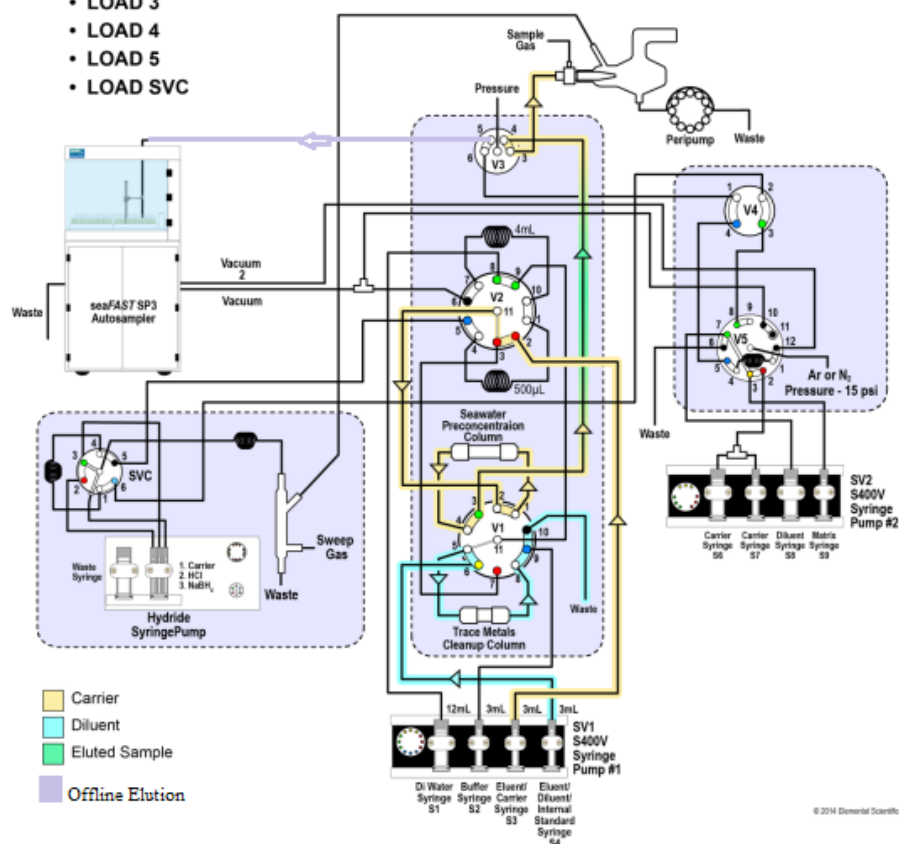 • LOAD 3
• LOAD 4
• LOAD 5
• LOAD SVC
Sample
Gas
Pressure
Peripump
Waste
5
4
6
3
V3
1
2
V4
4
3
seaFAST SP3
Autosampler
Waste
Vacuum
2
Vacuum
4mL
8
9
7
10
V2
6
11
5
1
4
3
2
500µL
9
8
10
7
11
V5
6
12
5
1
4
3
2
Ar or N2
Pressure - 15 psi
Waste
Seawater
Preconcentraion
Column
4
3
5
SVC
2
1
6
Sweep
Gas
Waste
Waste
Syringe
1. Carrier
2. HCl
3. NaBH4
Hydride
SyringePump
3
2
1
4
V1
10
5
11
9
6
7
8
Waste
Trace Metals
Cleanup Column
SV2
S400V
Syringe
Pump #2
Carrier
Syringe
S6
Carrier
Syringe
S7
Diluent
Syringe
S8
Matrix
Syringe
S9
Carrier
Diluent
Eluted Sample
Offline Elution
12mL
3mL
3mL
3mL
SV1
S400V
Syringe
Pump #1
Di Water
Syringe
S1
Buffer
Syringe
S2
Eluent/
Carrier
Syringe
S3
Eluent/
Diluent/
Internal
Standard
Syringe
S4
© 2014 Elemental Scientific